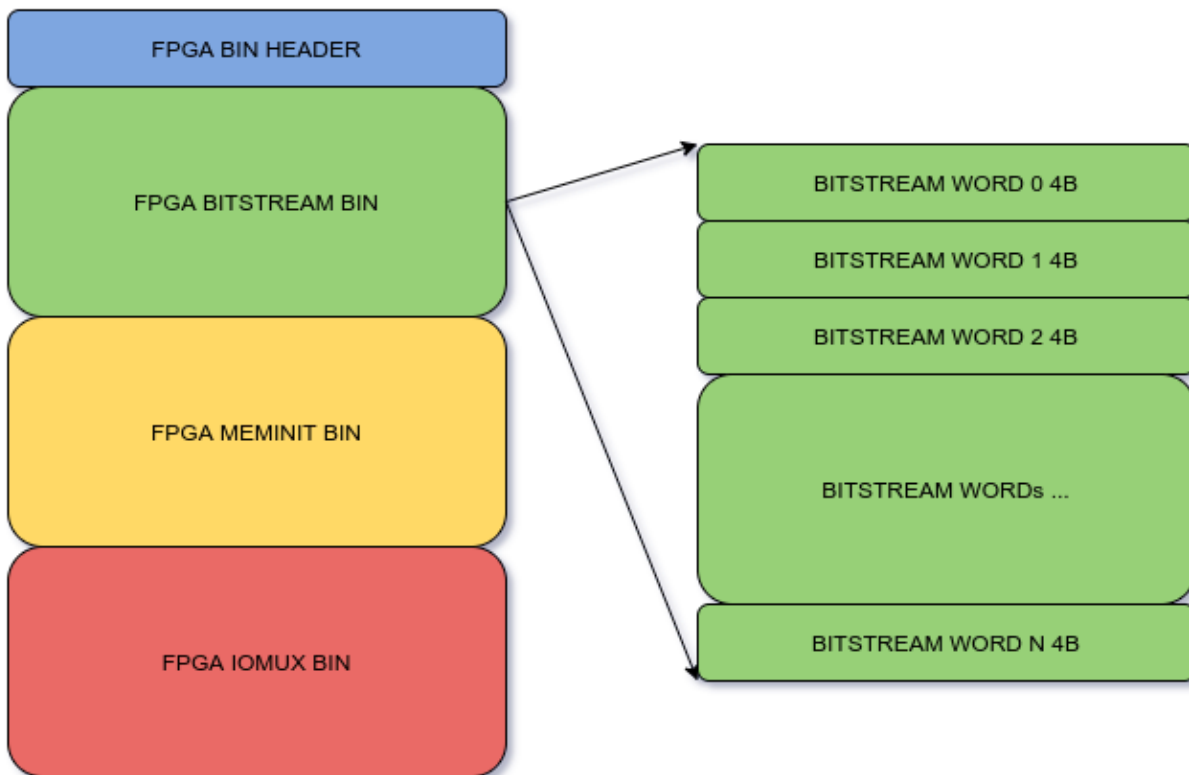 FPGA BIN HEADER
FPGA BITSTREAM BIN
FPGA MEMINIT BIN
FPGA IOMUX BIN
BITSTREAM WORD 0 4B
BITSTREAM WORD 1 4B
BITSTREAM WORD 2 4B
BITSTREAM WORDs ...
BITSTREAM WORD N 4B